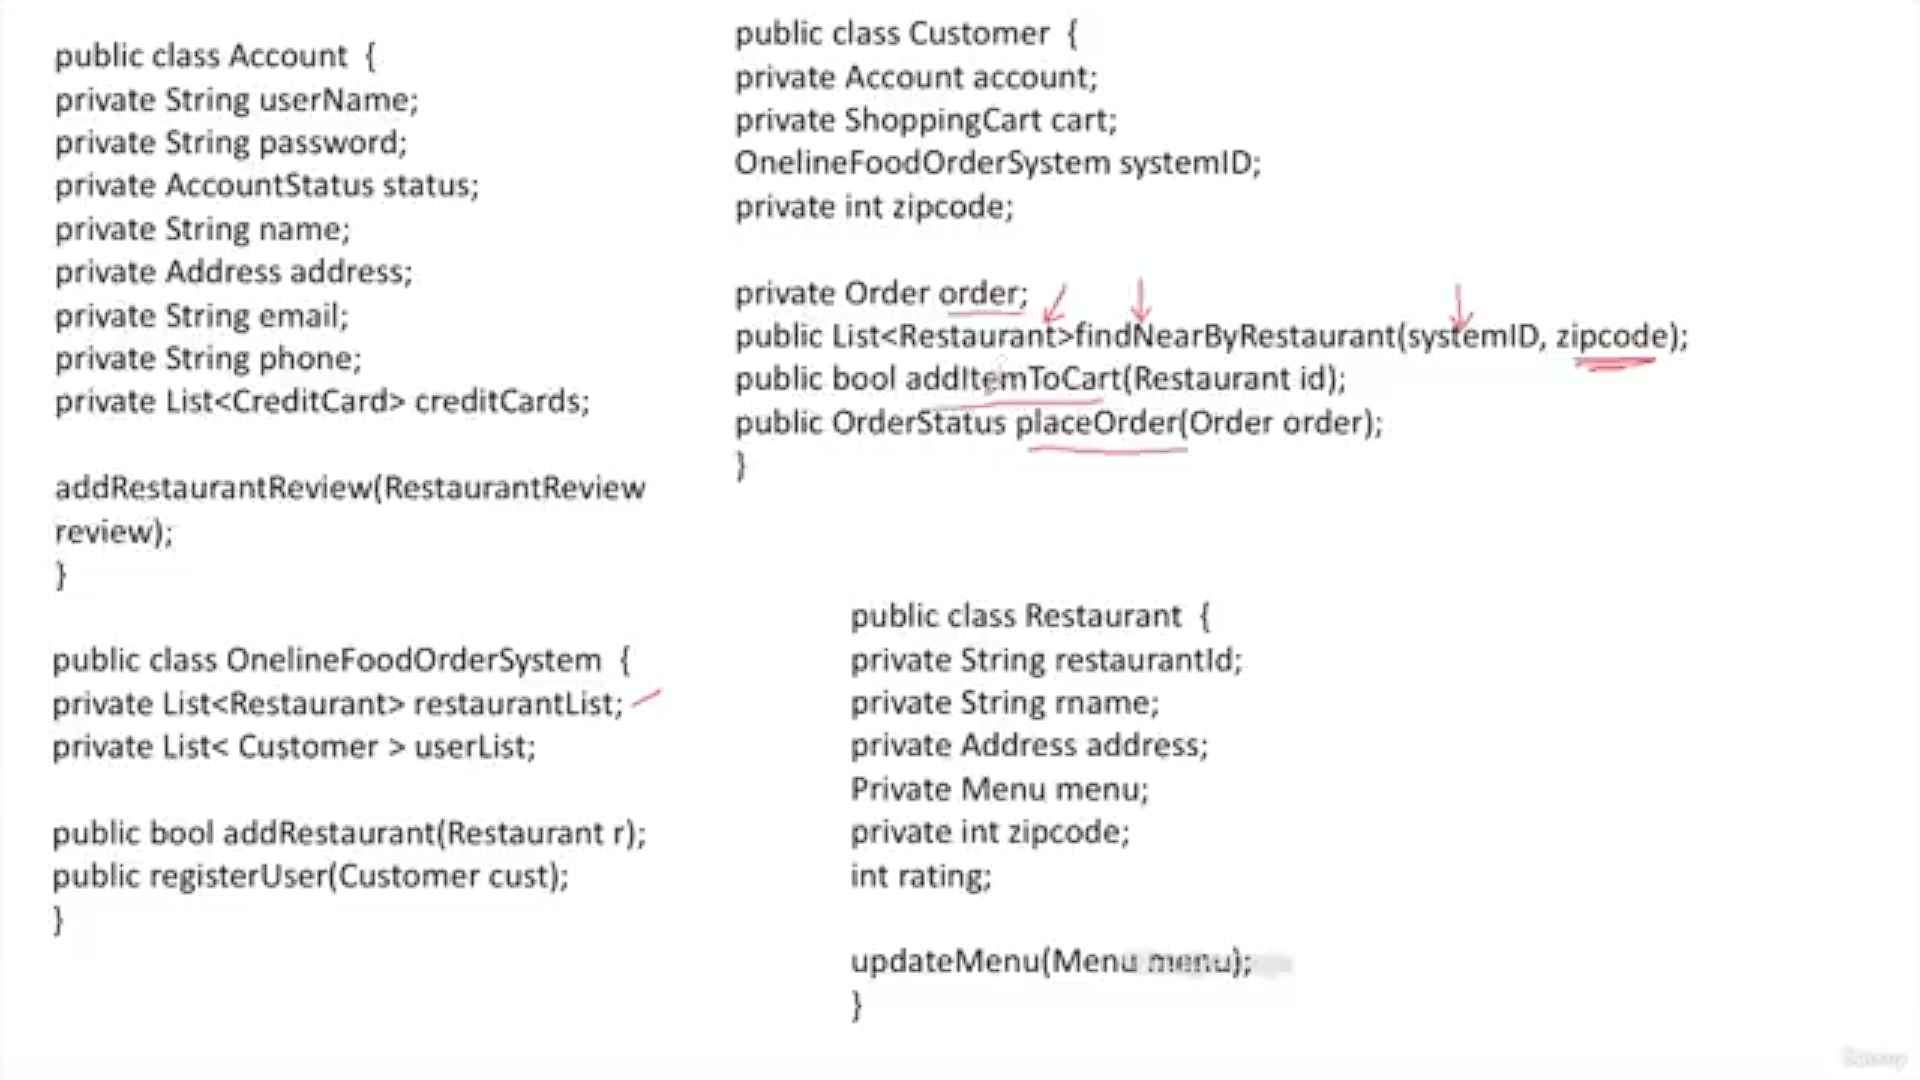 public class Account {
private String userName;
private String password;
private AccountStatus status;
private String name;
private Address address;
private String email;
private String phone;
private List<CreditCard> creditCards;
addRestaurantReview(RestaurantReview
review);
}
public class OnelineFoodOrderSystem {
private List<Restaurant> restaurantList;
private List< Customer > userList;
public bool addRestaurant(Restaurant r);
public registerUser(Customer cust);
}
public class Customer {
private Account account;
private ShoppingCart cart;
OnelineFoodOrderSystem systemID;
private int zipcode;
private Order order;
public List<Restaurant>findNearByRestaurant(systemID, zipcode);
public bool addItemToCart(Restaurant id);
public OrderStatus placeOrder(Order order);
}
public class Restaurant {
private String restaurantId;
private String rname;
private Address address;
Private Menu menu;
private int zipcode;
int rating;
updateMenu(Menu menu);
}